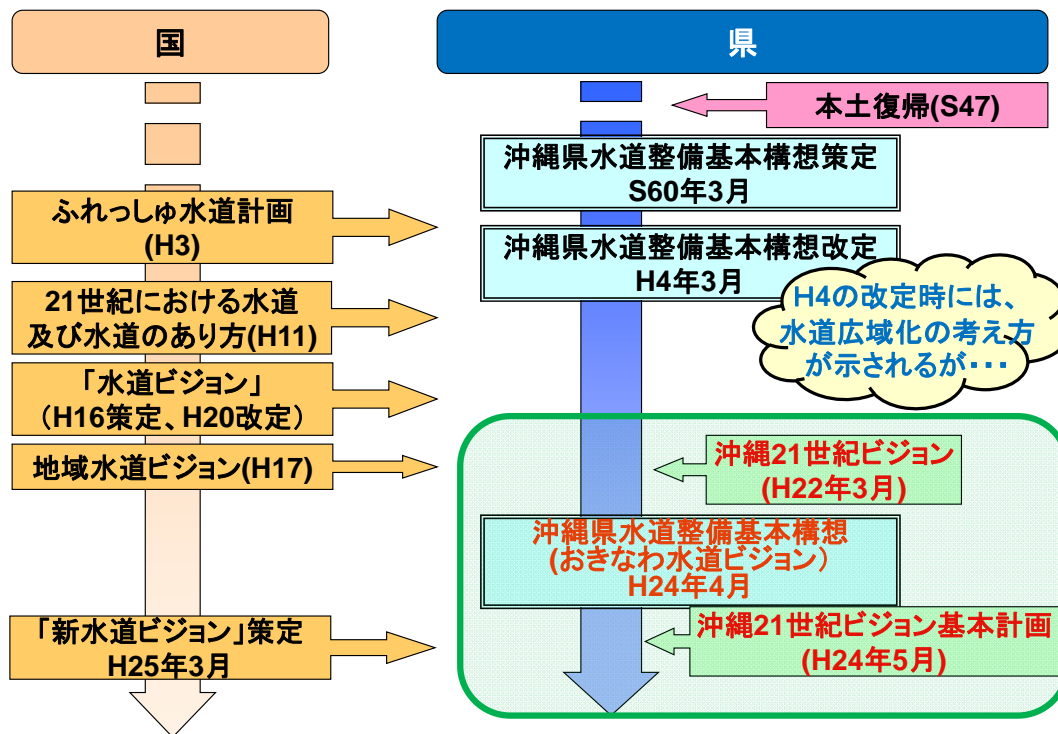 国
県
本土復帰(S47)
沖縄県水道整備基本構想策定
S60年3月
ふれっしゅ水道計画
(H3)
沖縄県水道整備基本構想改定
H4年3月
H4の改定時には、
水道広域化の考え方
が示されるが・・・
21世紀における水道
及び水道のあり方(H11)
「水道ビジョン」
（H16策定、H20改定）
地域水道ビジョン(H17)
沖縄21世紀ビジョン
(H22年3月)
沖縄県水道整備基本構想
(おきなわ水道ビジョン）
H24年4月
「新水道ビジョン」策定
H25年3月
沖縄21世紀ビジョン基本計画
(H24年5月)